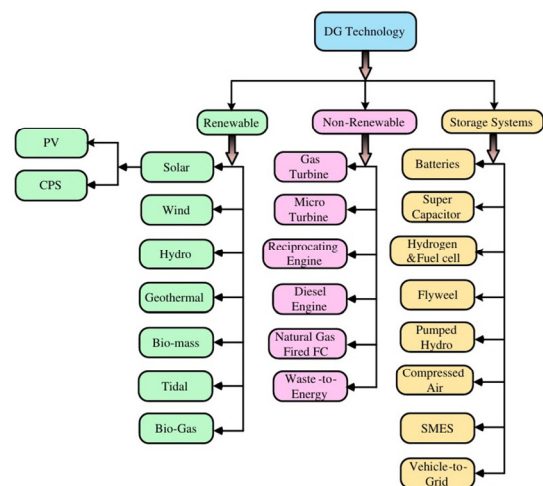 DG Technology
Renewable
Non-Renewable
Storage Systems
PV
CPS
Solar
Wind
Hydro
Geothermal
Bio-mass
Tidal
Bio-Gas
Gas
Turbine
Micro
Turbine
Reciprocating
Engine
Diesel
Engine
Natural Gas
Fired FC
Waste-to-
Energy
Batteries
Super
Capacitor
Hydrogen
&Fuel cell
Flyweel
Pumped
Hydro
Compressed
Air
SMES
Vehicle-to-
Grid